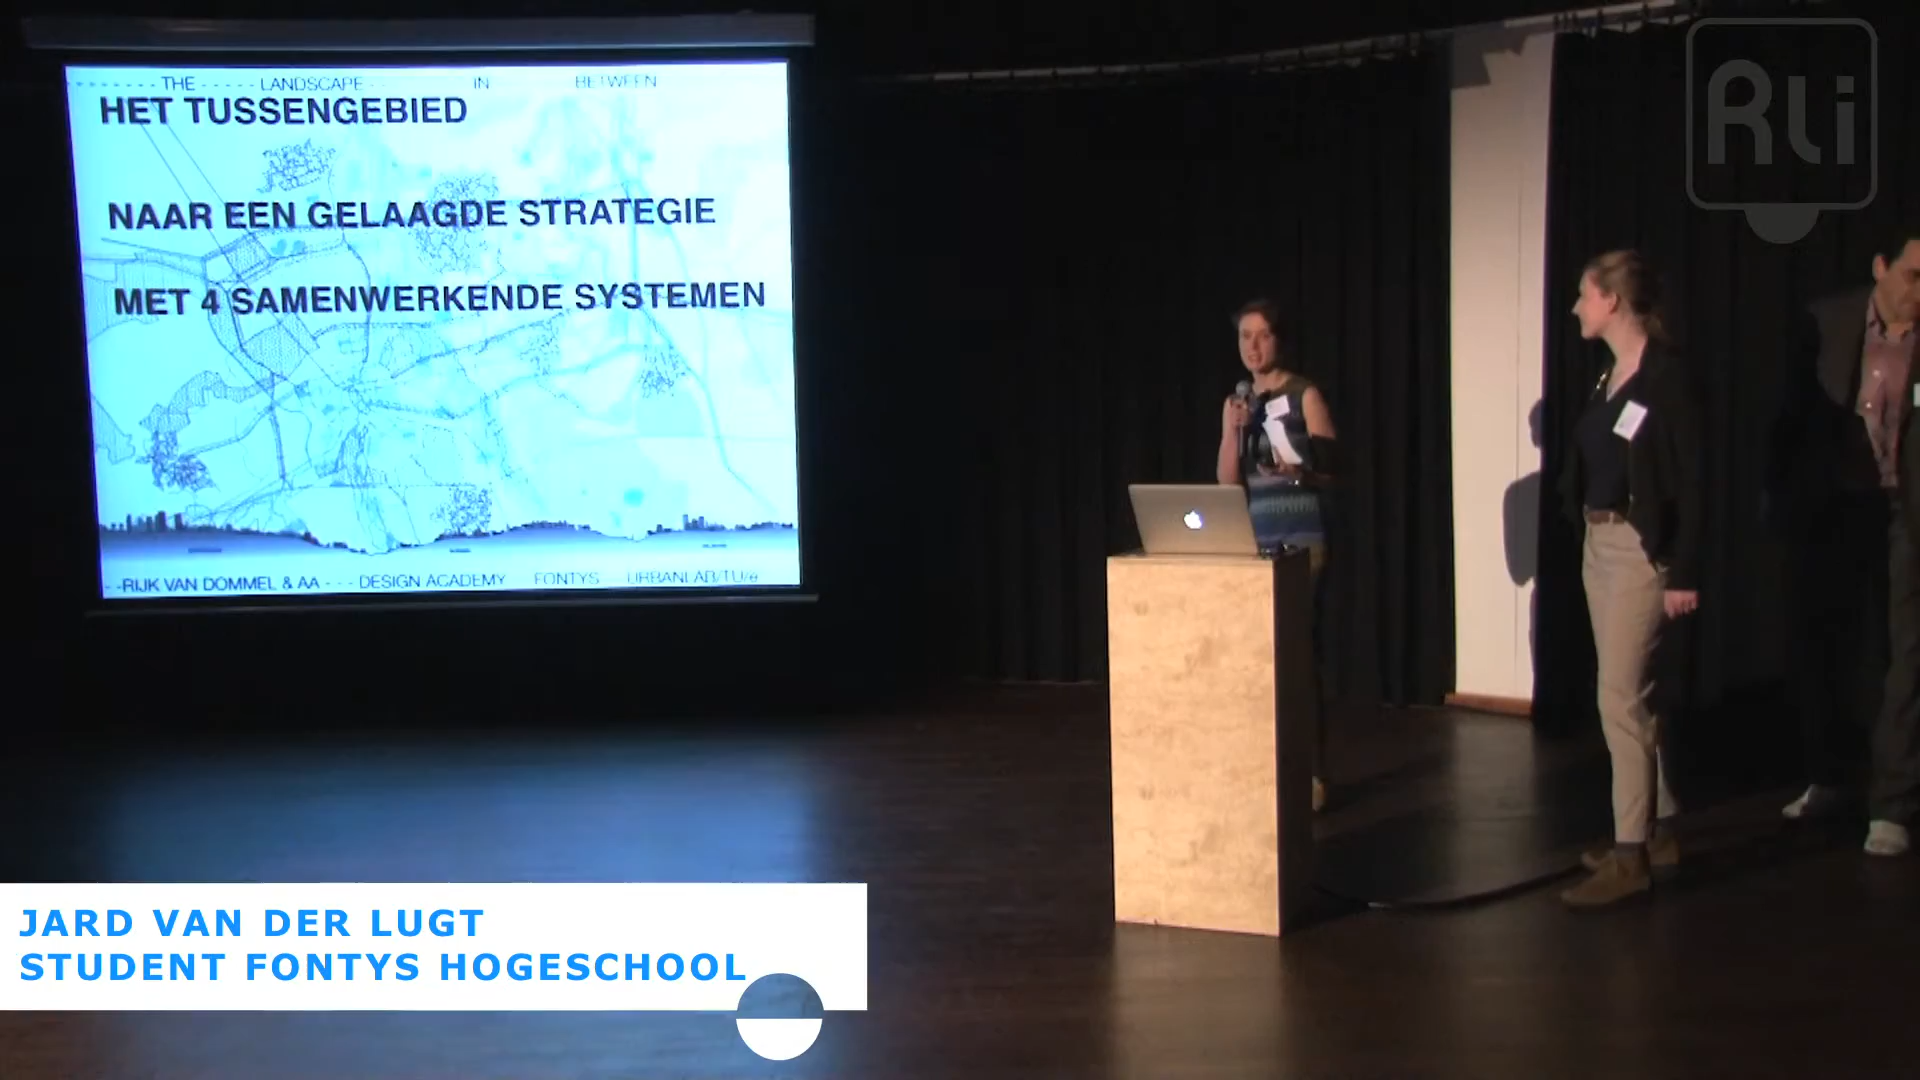 - - - - - - - THE - - - - - LANDSCAPE - - IN BETWEEN
HET TUSSENGEBIED
NAAR EEN GELAAGDE STRATEGIE
MET 4 SAMENWERKENDE SYSTEMEN
- -RIJK VAN DOMMEL & AA - - - DESIGN ACADEMY FONTYS URBANLAB/TU/e
RLi
JARD VAN DER LUGT
STUDENT FONTYS HOGESCHOOL